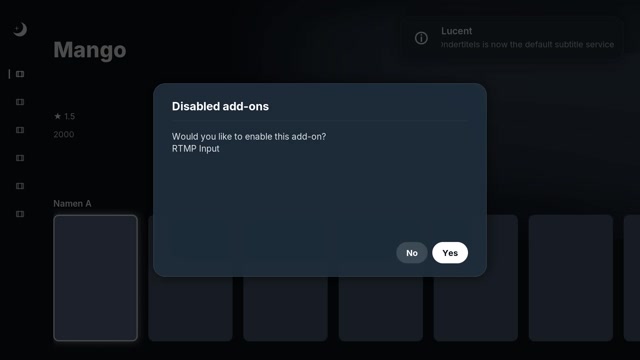 Lucent
Indertitels is now the default subtitle service
Mango
Disabled add-ons
★ 1.5
Would you like to enable this add-on?
2000
RTMP Input
Namen A
No
Yes